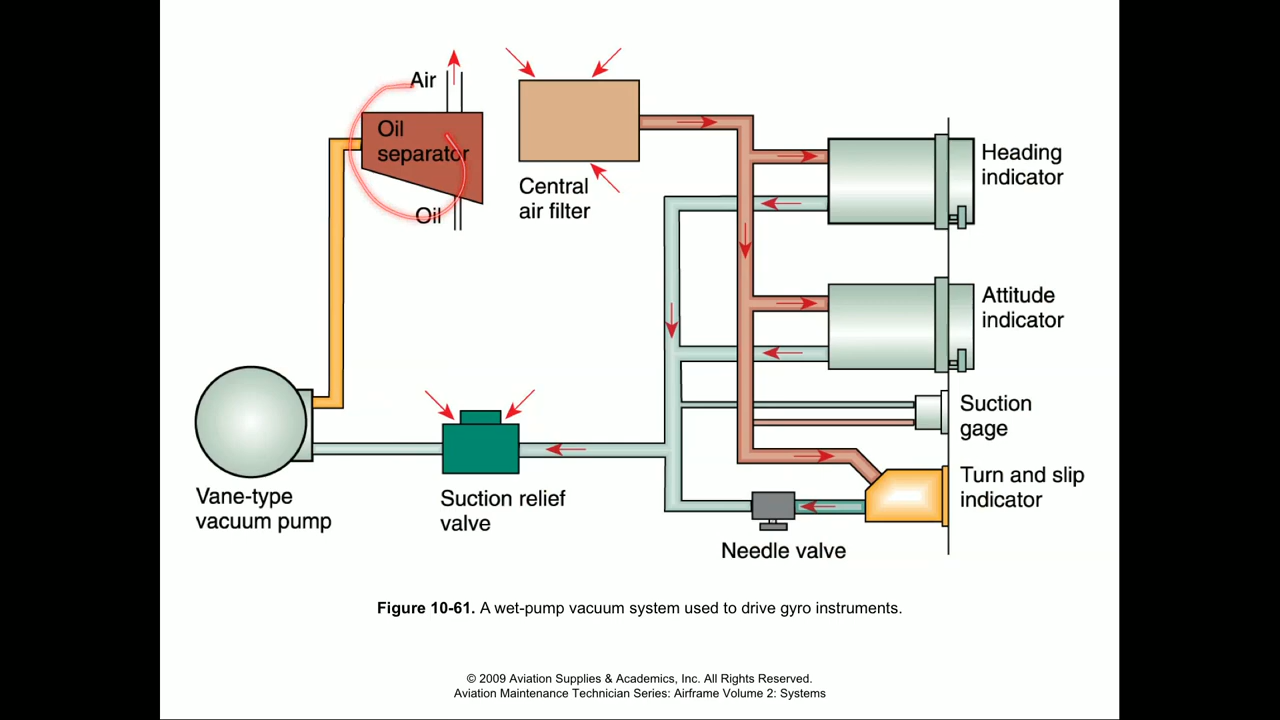 Air
Oil
separator
Oil
Central
air filter
Heading
indicator
Attitude
indicator
Suction
gage
Turn and slip
indicator
Vane-type
vacuum pump
Suction relief
valve
Needle valve
Figure 10-61. A wet-pump vacuum system used to drive gyro instruments.
© 2009 Aviation Supplies & Academics, Inc. All Rights Reserved.
Aviation Maintenance Technician Series: Airframe Volume 2: Systems